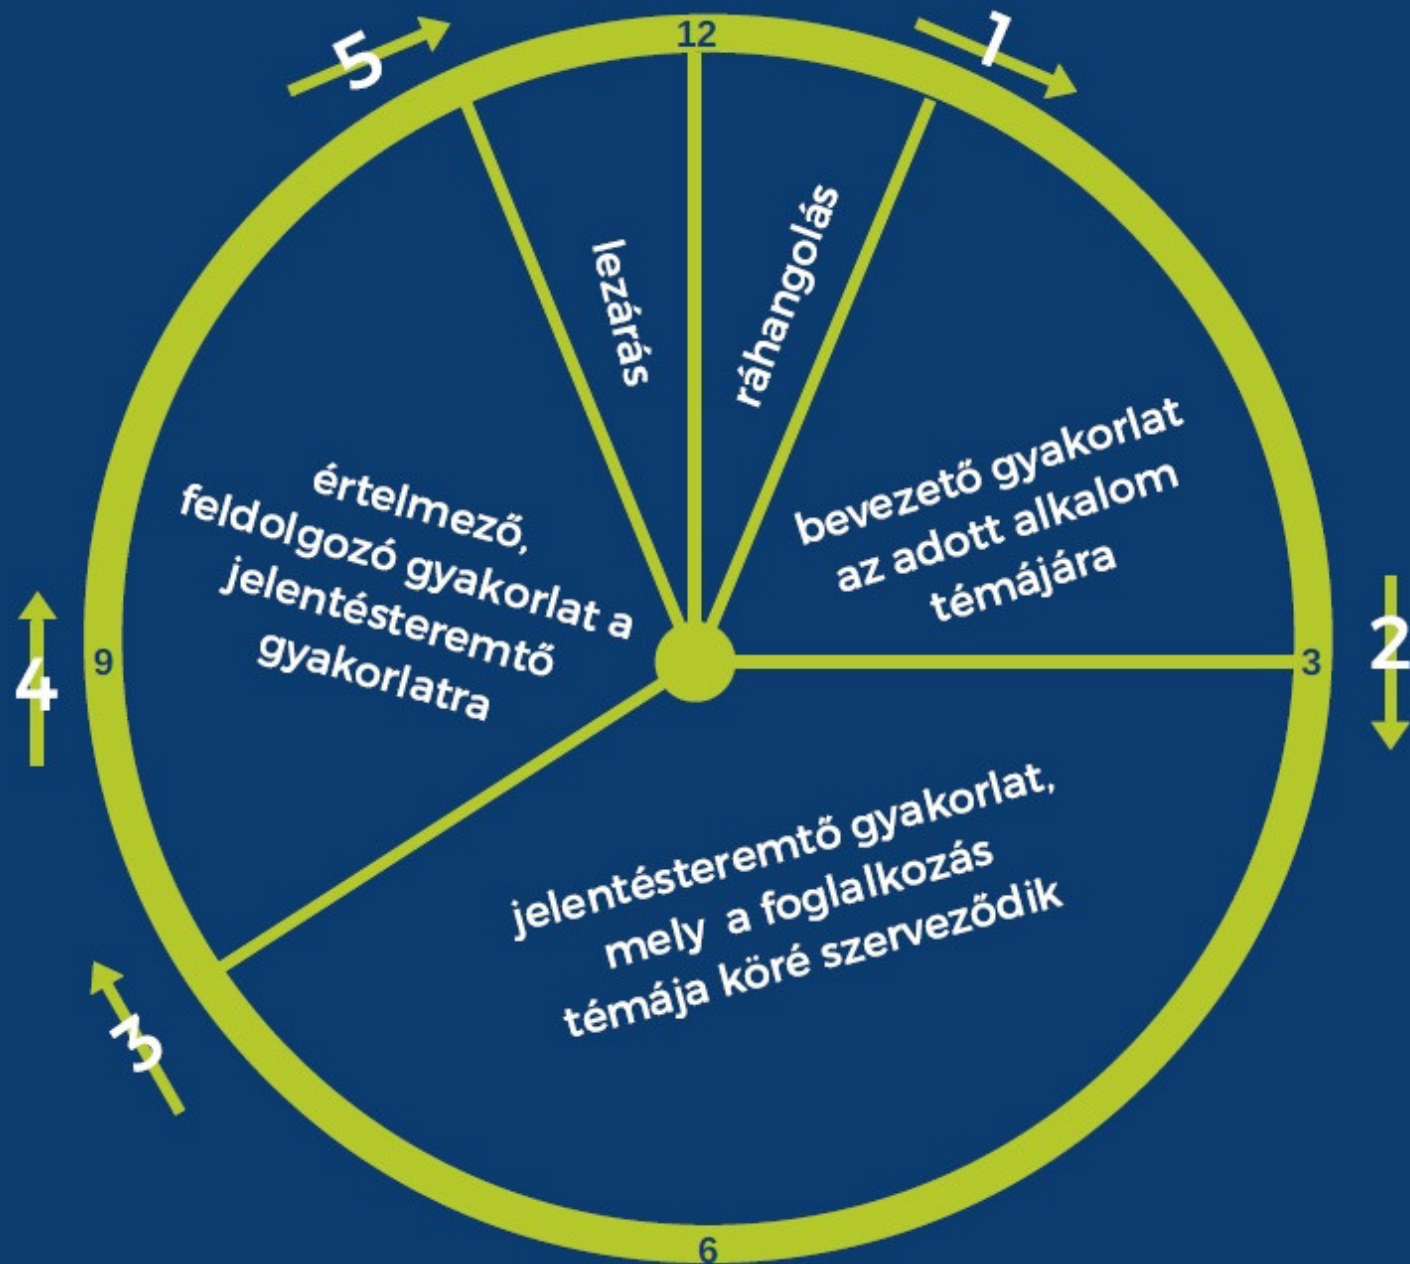 12
1
5
ráhangolás
lezárás
bevezető gyakorlat
az adott alkalom
témájára
2
3
értelmező,
feldolgozó gyakorlat a
jelentésteremtő
gyakorlatra
9
4
jelentésteremtő gyakorlat,
mely a foglalkozás
témája köré szerveződik
3
6